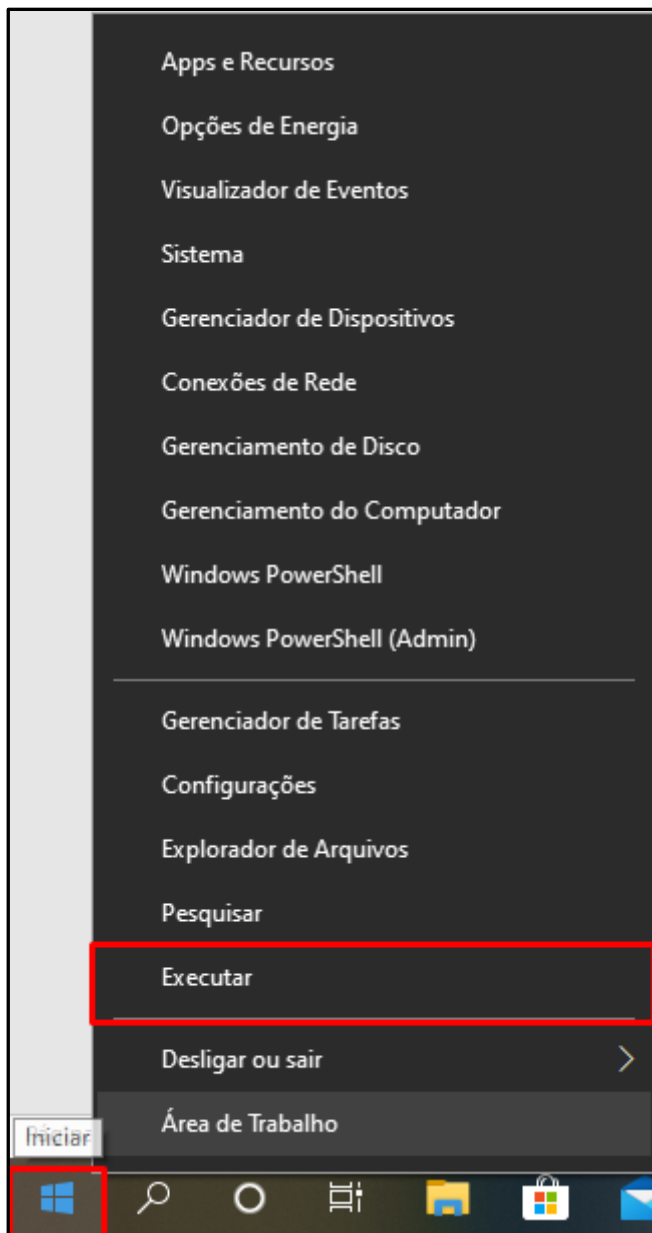 Apps e Recursos
Opções de Energia
Visualizador de Eventos
Sistema
Gerenciador de Dispositivos
Conexões de Rede
Gerenciamento de Disco
Gerenciamento do Computador
Windows PowerShell
Windows PowerShell (Admin)
Gerenciador de Tarefas
Configurações
Explorador de Arquivos
Pesquisar
Executar
Desligar ou sair
Área de Trabalho
Iniciar